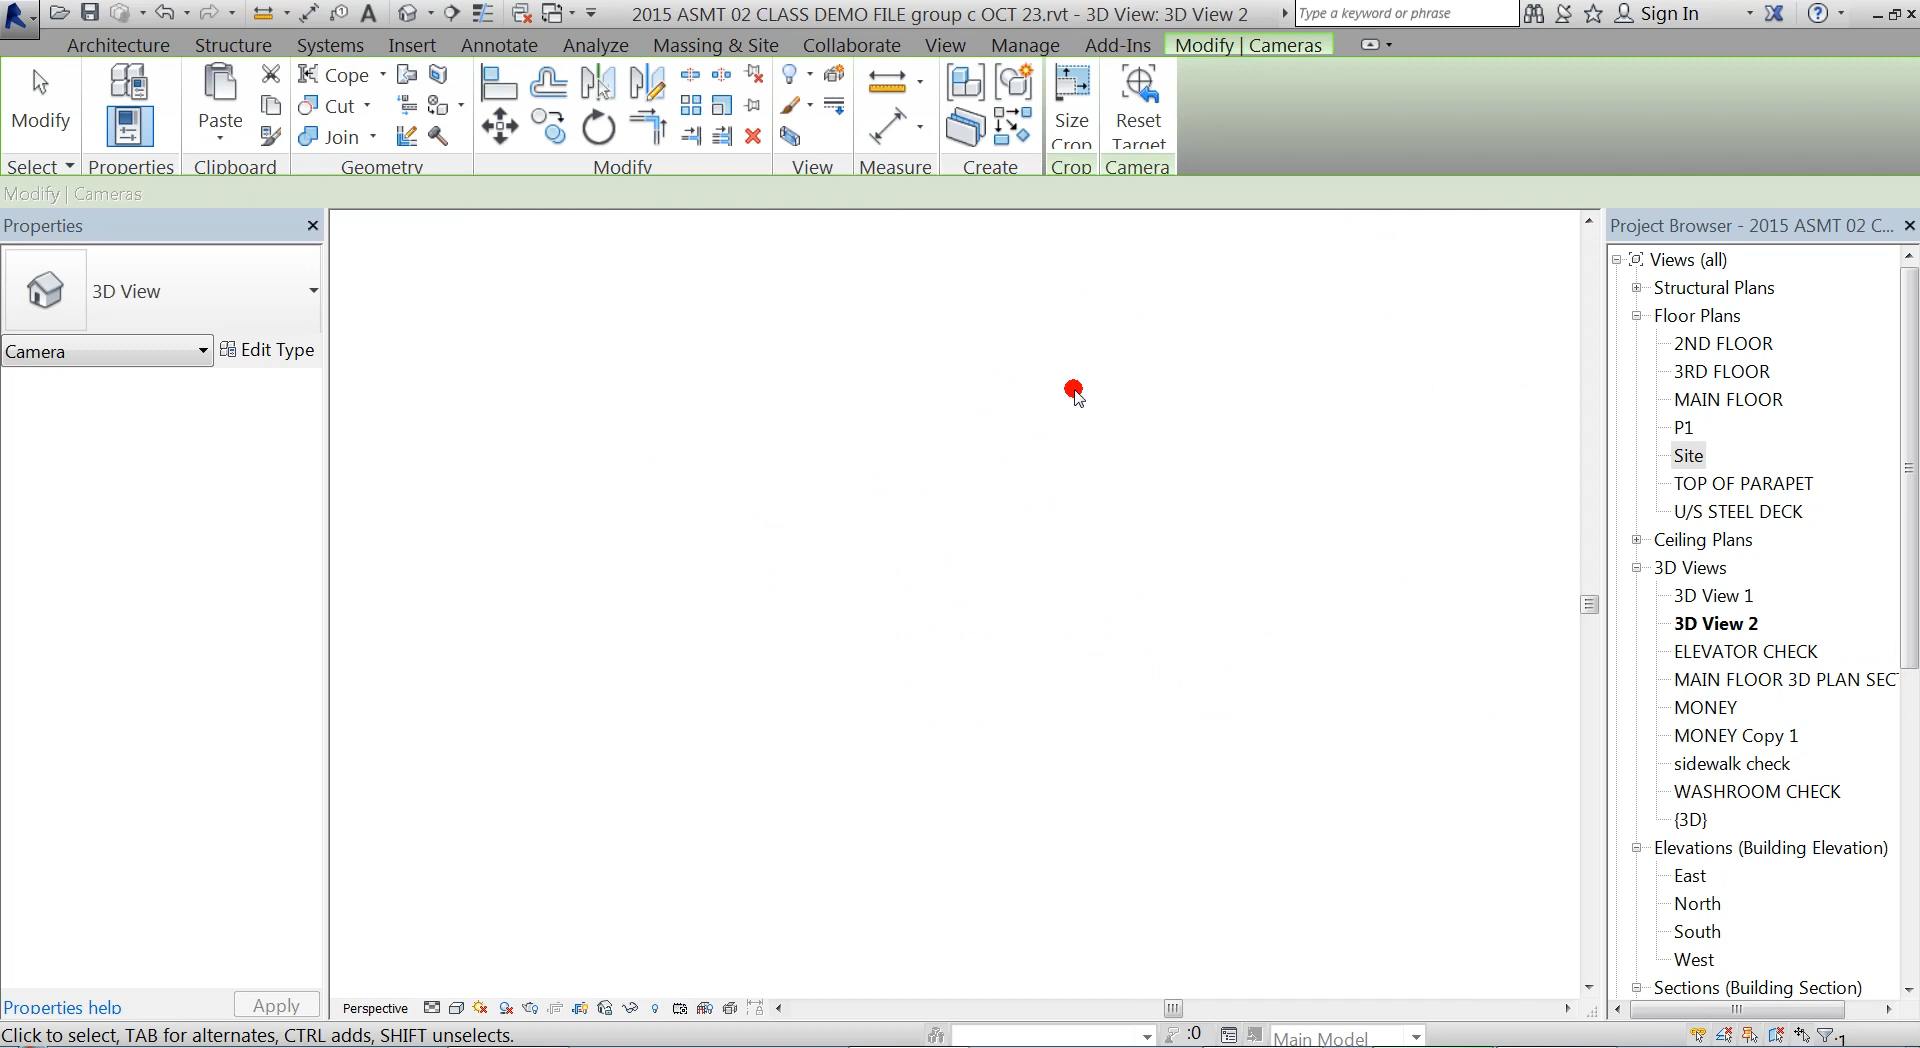 2015 ASMT 02 CLASS DEMO FILE group c OCT 23.rvt - 3D View: 3D View 2
Type a keyword or phrase
Sign In
Architecture Structure Systems Insert Annotate Analyze Massing & Site Collaborate View Manage Add-Ins Modify | Cameras
Modify
Paste
Cope
Cut
Join
Size
Crop
Reset
Target
Select Properties Clipboard Geometry Modify View Measure Create Crop Camera
Modify | Cameras
Properties
3D View
Camera
Edit Type
Properties help
Apply
Project Browser - 2015 ASMT 02 C...
Views (all)
Structural Plans
Floor Plans
2ND FLOOR
3RD FLOOR
MAIN FLOOR
P1
Site
TOP OF PARAPET
U/S STEEL DECK
Ceiling Plans
3D Views
3D View 1
3D View 2
ELEVATOR CHECK
MAIN FLOOR 3D PLAN SEC
MONEY
MONEY Copy 1
sidewalk check
WASHROOM CHECK
{3D}
Elevations (Building Elevation)
East
North
South
West
Sections (Building Section)
Perspective
Click to select, TAB for alternates, CTRL adds, SHIFT unselects.
:0
Main Model
:1